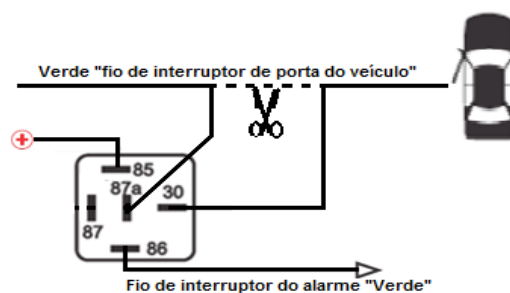 Verde "fio de interruptor de porta do veículo"
+
85
87a
30
87
86
Fio de interruptor do alarme "Verde"